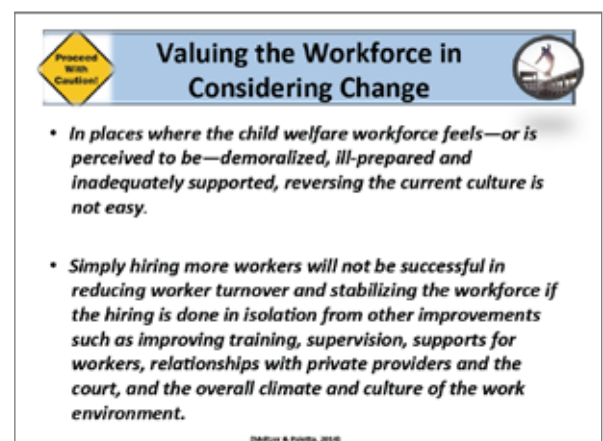 Proceed
With
Caution!
Valuing the Workforce in
Considering Change
• In places where the child welfare workforce feels—or is
perceived to be—demoralized, ill-prepared and
inadequately supported, reversing the current culture is
not easy.
• Simply hiring more workers will not be successful in
reducing worker turnover and stabilizing the workforce if
the hiring is done in isolation from other improvements
such as improving training, supervision, supports for
workers, relationships with private providers and the
court, and the overall climate and culture of the work
environment.